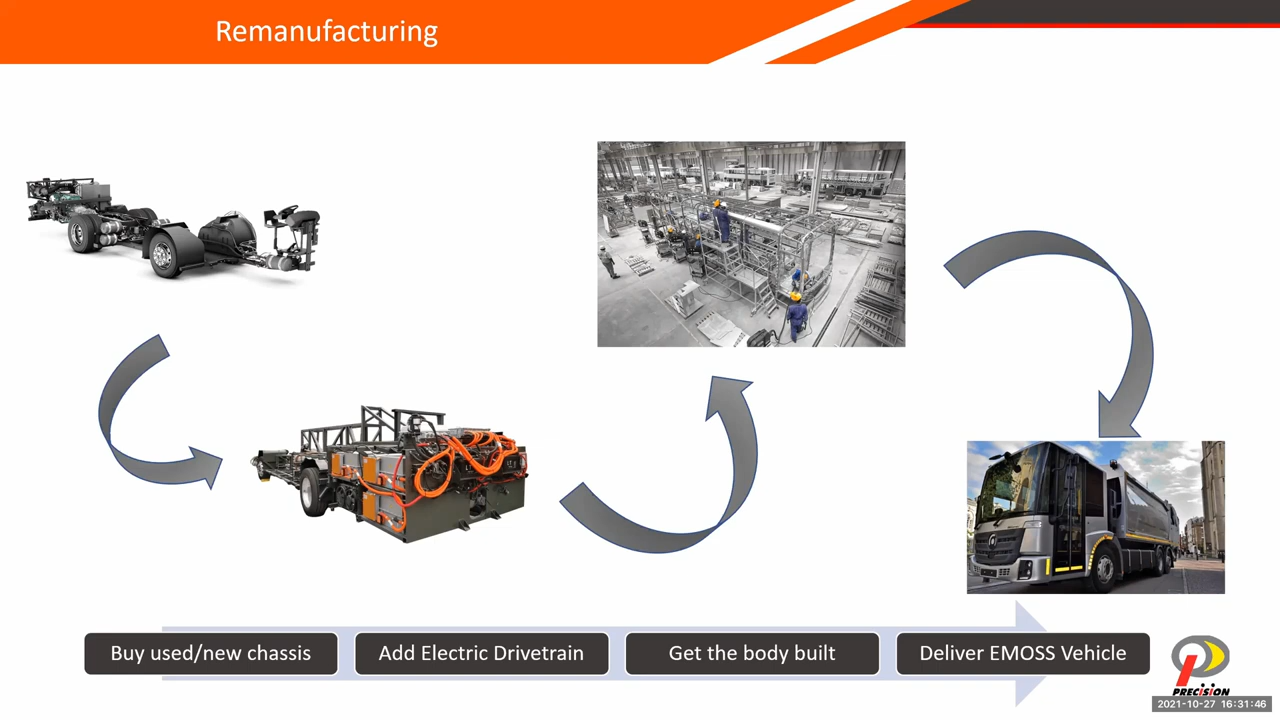 Remanufacturing
Buy used/new chassis
Add Electric Drivetrain
Get the body built
Deliver EMOSS Vehicle
PRECISION
2021-10-27 16:31:46